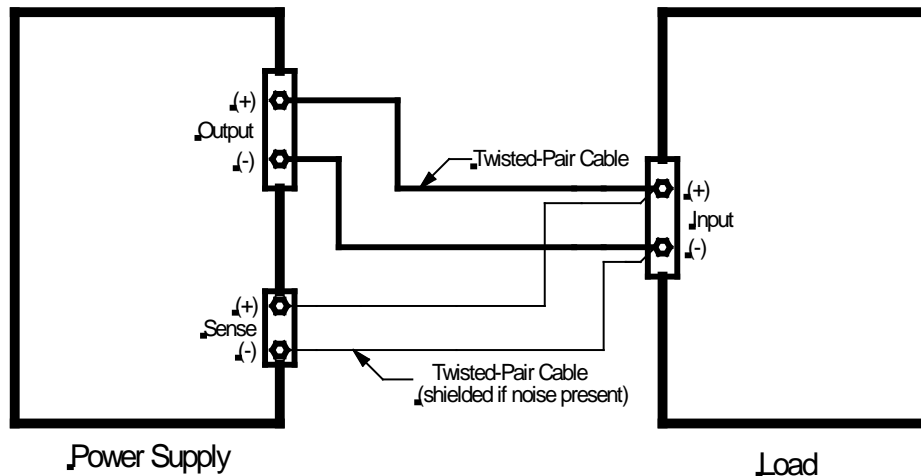 (+)
Output
(-)
Twisted-Pair Cable
(+)
Input
(-)
(+)
Sense
(-)
Twisted-Pair Cable
(shielded if noise present)
Power Supply
Load